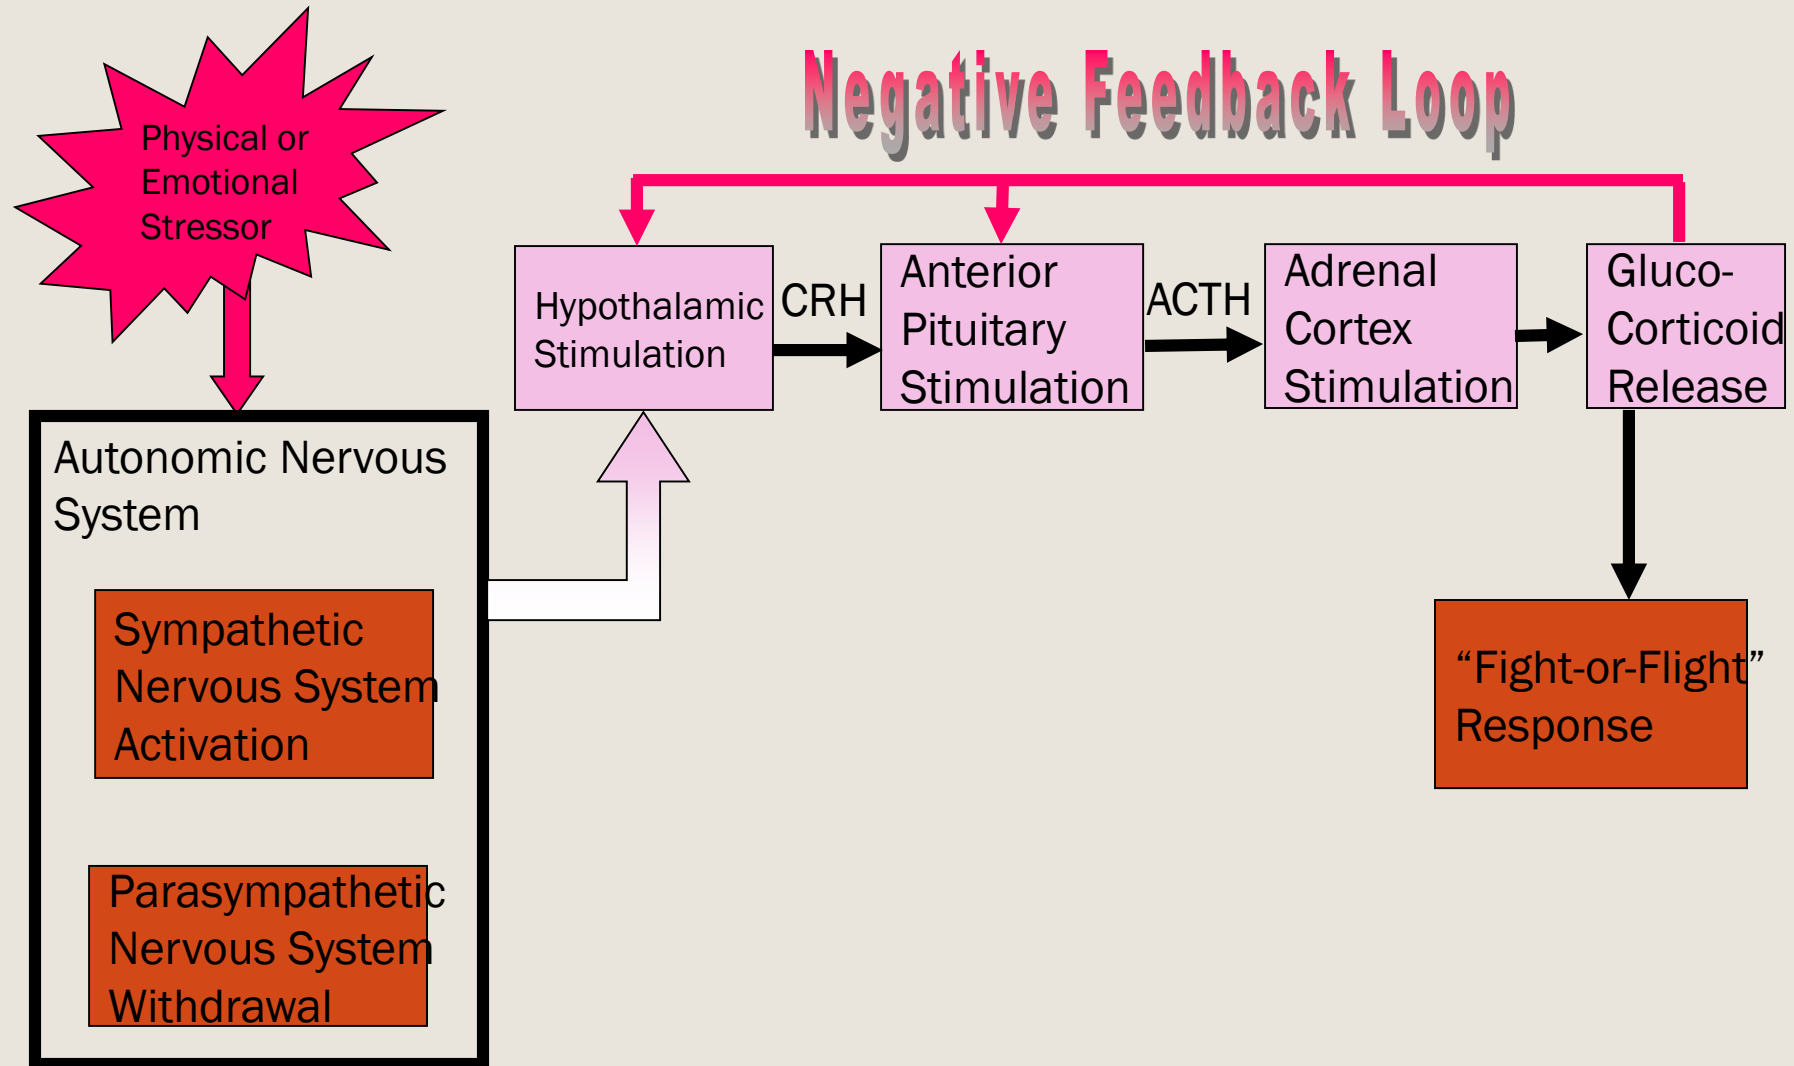 Negative Feedback Loop
Physical or
Emotional
Stressor
Hypothalamic
Stimulation
CRH
Anterior
Pituitary
Stimulation
ACTH
Adrenal
Cortex
Stimulation
Gluco-
Corticoid
Release
Autonomic Nervous
System
Sympathetic
Nervous System
Activation
Parasympathetic
Nervous System
Withdrawal
“Fight-or-Flight”
Response